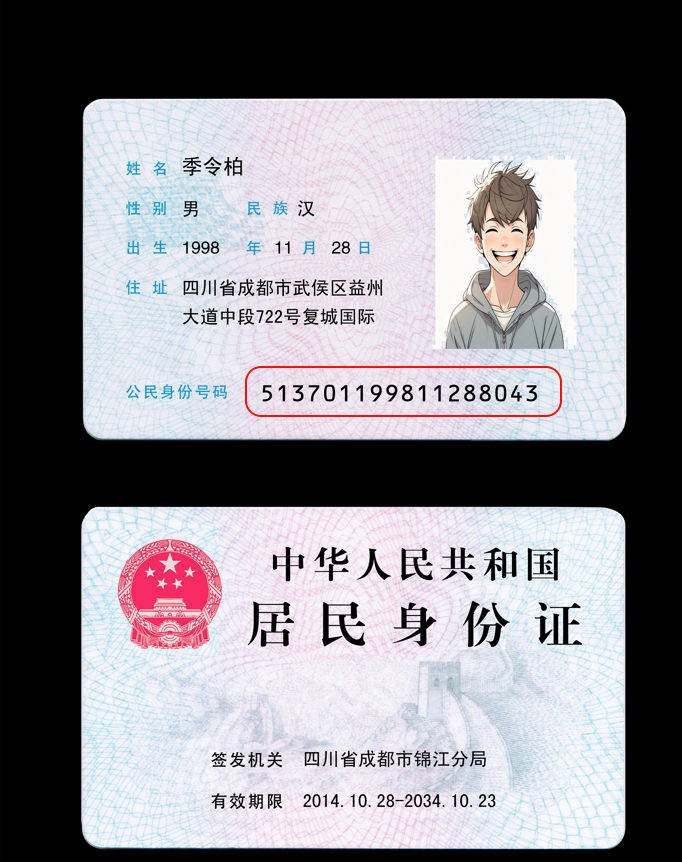 姓名 季令柏
性别 男 民族 汉
出生 1998 年 11 月 28 日
住址 四川省成都市武侯区益州
大道中段722号复城国际
公民身份号码 513701199811288043
中华人民共和国
居民身份证
签发机关 四川省成都市锦江分局
有效期限 2014.10.28-2034.10.23